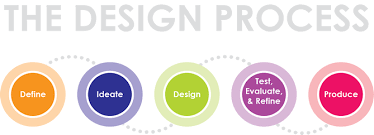 THE DESIGN PROCESS
Define
Ideate
Design
Test,
Evaluate,
& Refine
Produce